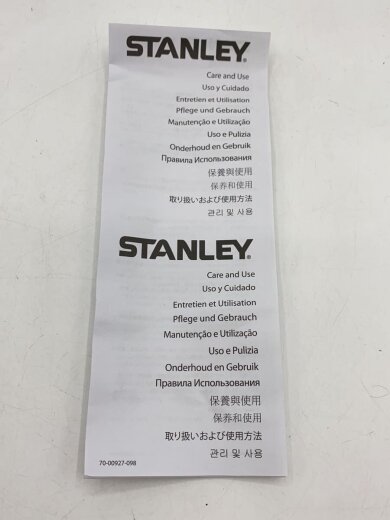 STANLEY®
Care and Use
Uso y Cuidado
Entretien et Utilisation
Pflege und Gebrauch
Manutenção e Utilização
Uso e Pulizia
Onderhoud en Gebruik
Правила Использования
保養與使用
保养和使用
取り扱いおよび使用方法
관리 및 사용
STANLEY®
Care and Use
Uso y Cuidado
Entretien et Utilisation
Pflege und Gebrauch
Manutenção e Utilização
Uso e Pulizia
Onderhoud en Gebruik
Правила Использования
保養與使用
保养和使用
取り扱いおよび使用方法
관리 및 사용
70-00927-098